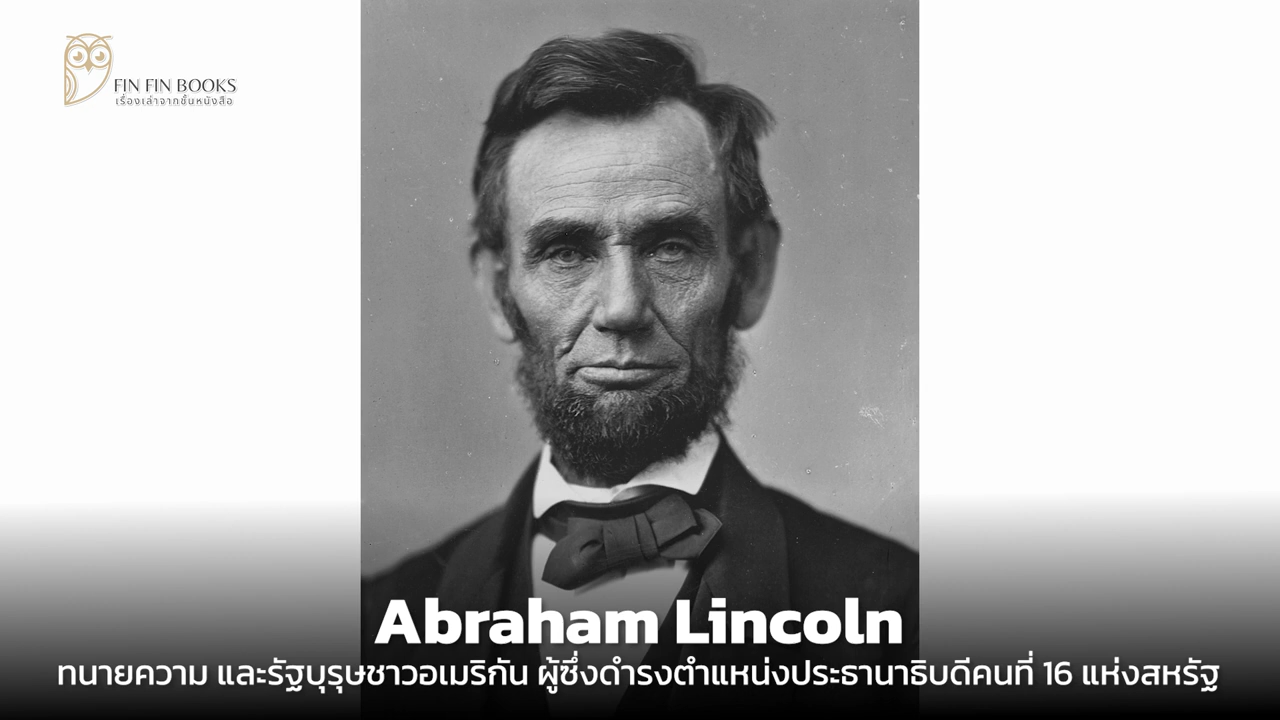 FIN FIN BOOKS
เรื่องเล่าจากชั้นหนังสือ
Abraham Lincoln
ทนายความ และรัฐบุรุษชาวอเมริกัน ผู้ซึ่งดำรงตำแหน่งประธานาธิบดีคนที่ 16 แห่งสหรัฐ